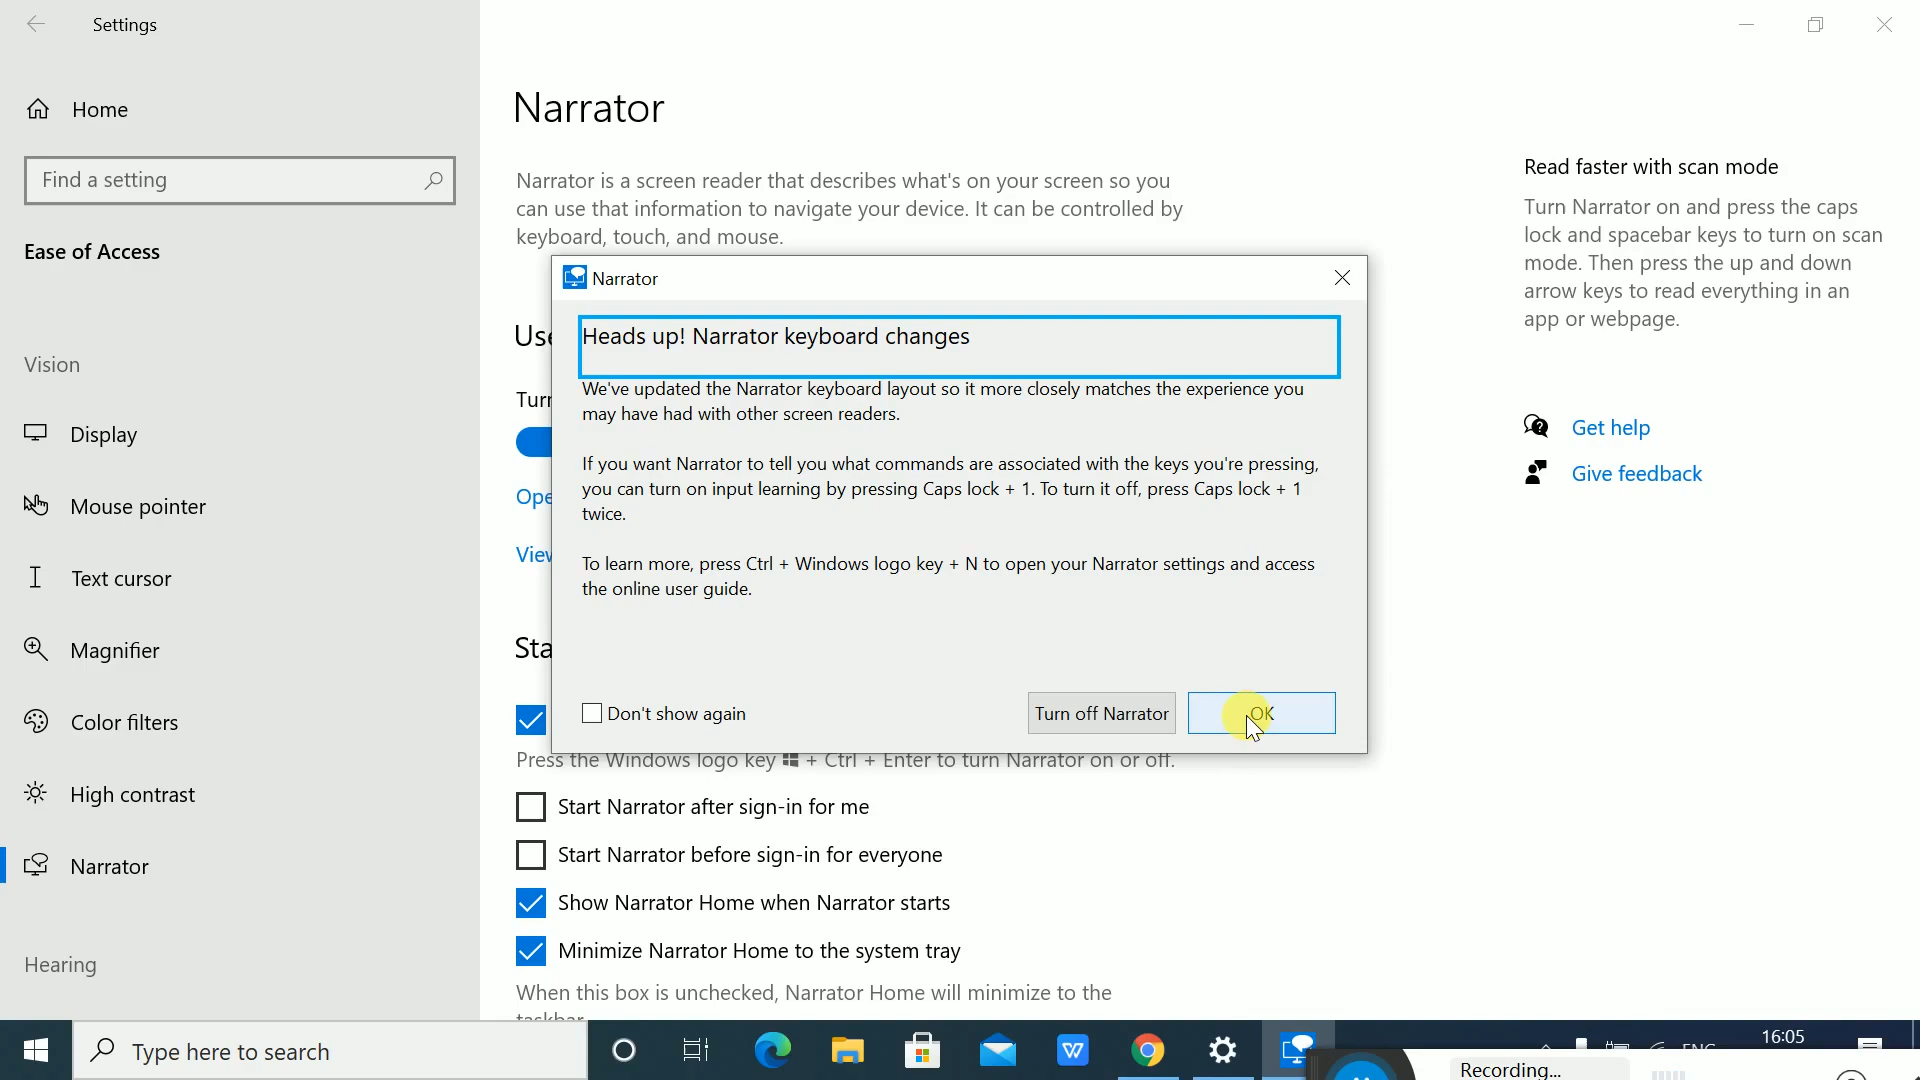 Settings
Home
Find a setting
Ease of Access
Vision
Display
Mouse pointer
Text cursor
Magnifier
Color filters
High contrast
Narrator
Hearing
Narrator
Narrator is a screen reader that describes what's on your screen so you
can use that information to navigate your device. It can be controlled by
keyboard, touch, and mouse.
Narrator
Heads up! Narrator keyboard changes
We've updated the Narrator keyboard layout so it more closely matches the experience you
may have had with other screen readers.
If you want Narrator to tell you what commands are associated with the keys you're pressing,
you can turn on input learning by pressing Caps lock + 1. To turn it off, press Caps lock + 1
twice.
To learn more, press Ctrl + Windows logo key + N to open your Narrator settings and access
the online user guide.
Don't show again
Turn off Narrator
OK
Press the Windows logo key + Ctrl + Enter to turn Narrator on or off.
Start Narrator after sign-in for me
Start Narrator before sign-in for everyone
Show Narrator Home when Narrator starts
Minimize Narrator Home to the system tray
When this box is unchecked, Narrator Home will minimize to the
taskbar
Read faster with scan mode
Turn Narrator on and press the caps
lock and spacebar keys to turn on scan
mode. Then press the up and down
arrow keys to read everything in an
app or webpage.
Get help
Give feedback
Type here to search
ENG
16:05
Recording...